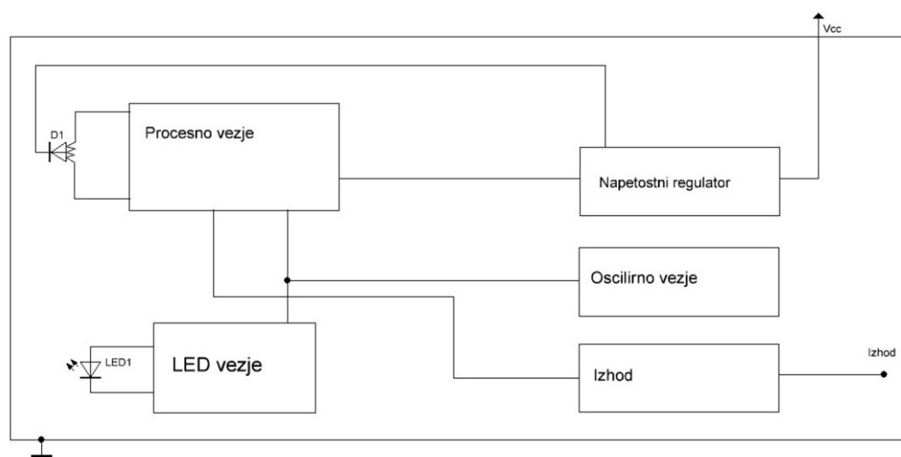 Vcc
Procesno vezje
D1
Napetostni regulator
Oscilirno vezje
LED1
LED vezje
Izhod
Izhod